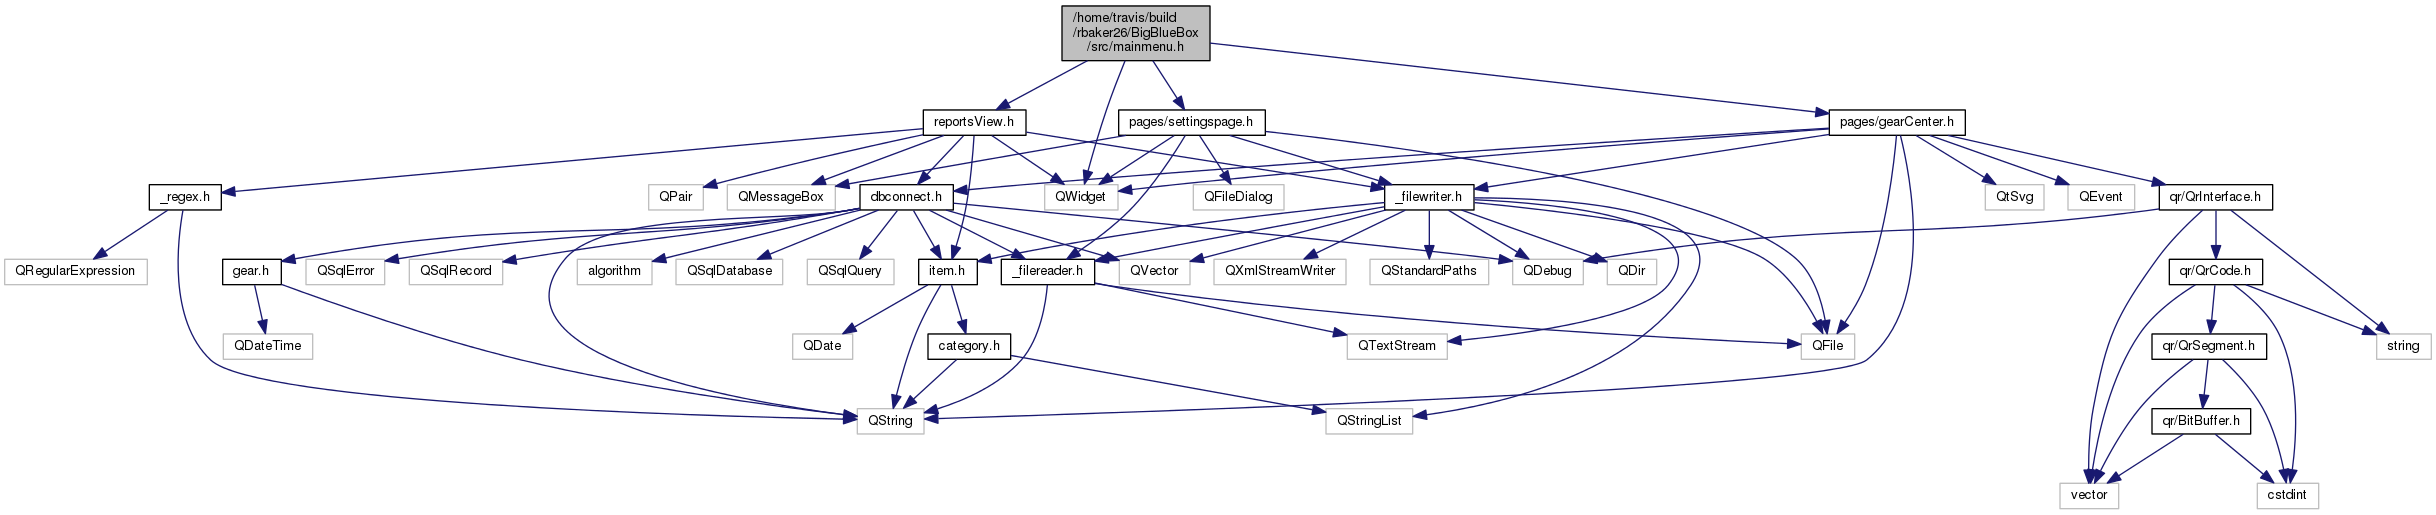 /home/travis/build
/rbaker26/BigBlueBox
/src/mainmenu.h
reportsView.h
pages/settingspage.h
pages/gearCenter.h
_regex.h
QPair
QMessageBox
dbconnect.h
QWidget
QFileDialog
_filewriter.h
QtSvg
QEvent
qr/QrInterface.h
QRegularExpression
gear.h
QSqlError
QSqlRecord
algorithm
QSqlDatabase
QSqlQuery
item.h
_filereader.h
QVector
QXmlStreamWriter
QStandardPaths
QDebug
QDir
qr/QrCode.h
QDateTime
QDate
category.h
QTextStream
QFile
qr/QrSegment.h
string
QString
QStringList
qr/BitBuffer.h
vector
cstdint